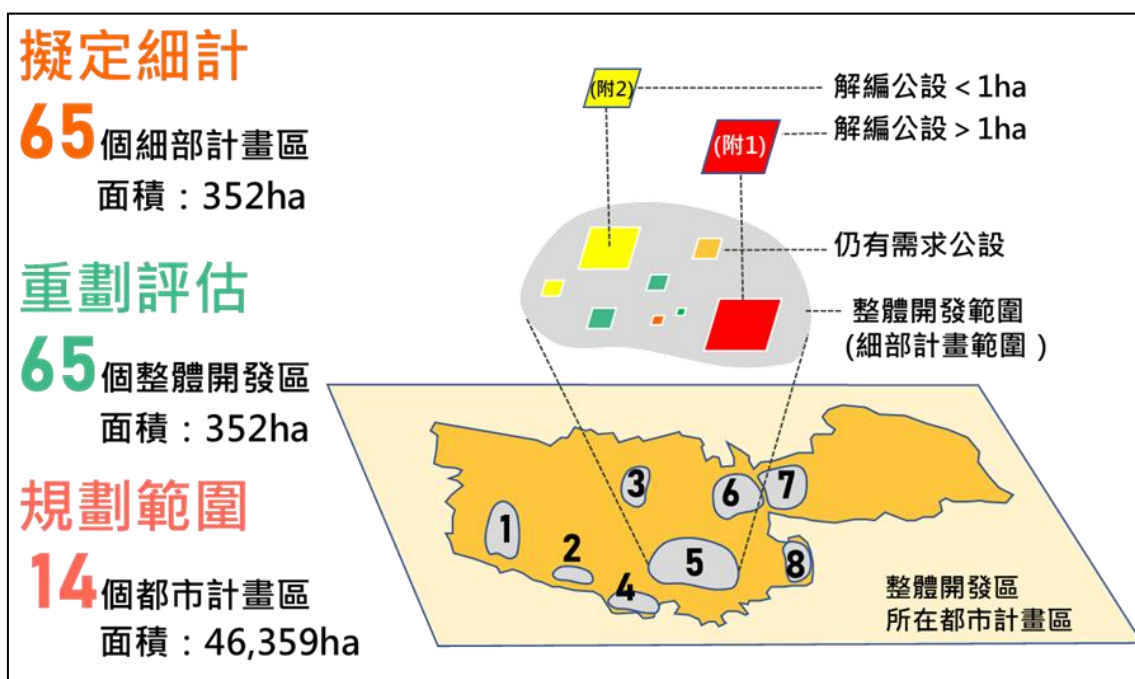 擬定細計
65個細部計畫區
面積：352ha
重劃評估
65個整體開發區
面積：352ha
規劃範圍
14個都市計畫區
面積：46,359ha
(附2)
解編公設＜1ha
(附1)
解編公設＞1ha
仍有需求公設
整體開發範圍
(細部計畫範圍)
1
2
3
4
5
6
7
8
整體開發區
所在都市計畫區